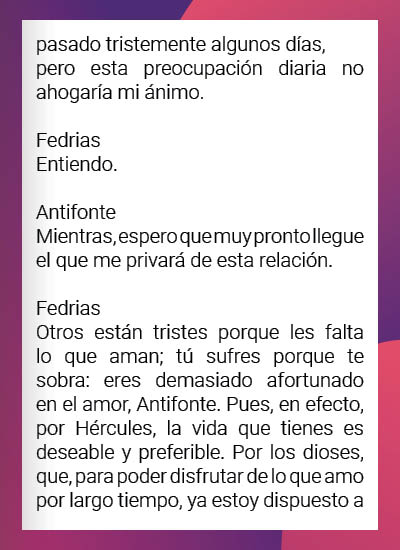 pasado tristemente algunos días,
pero esta preocupación diaria no
ahogaría mi ánimo.

Fedrias
Entiendo.

Antifonte
Mientras, espero que muy pronto llegue
el que me privará de esta relación.

Fedrias
Otros están tristes porque les falta
lo que aman; tú sufres porque te
sobra: eres demasiado afortunado
en el amor, Antifonte. Pues, en efecto,
por Hércules, la vida que tienes es
deseable y preferible. Por los dioses,
que, para poder disfrutar de lo que amo
por largo tiempo, ya estoy dispuesto a